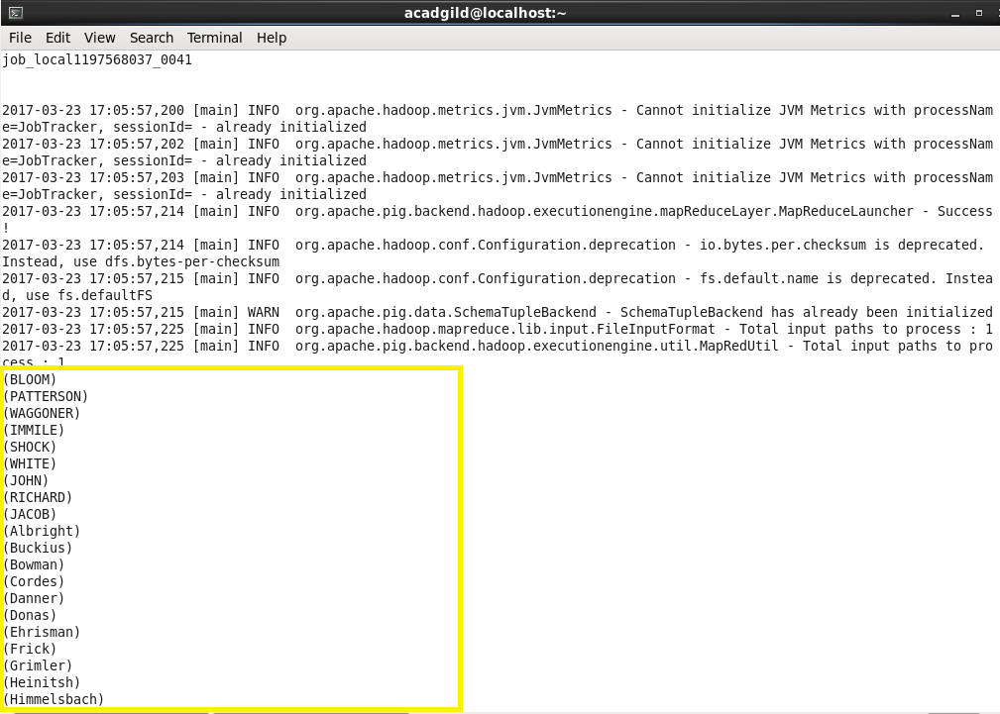 acadgild@localhost:~
File Edit View Search Terminal Help
job_local1197568037_0041
2017-03-23 17:05:57,200 [main] INFO  org.apache.hadoop.metrics.jvm.JvmMetrics - Cannot initialize JVM Metrics with processNam
e=JobTracker, sessionId= - already initialized
2017-03-23 17:05:57,202 [main] INFO  org.apache.hadoop.metrics.jvm.JvmMetrics - Cannot initialize JVM Metrics with processNam
e=JobTracker, sessionId= - already initialized
2017-03-23 17:05:57,203 [main] INFO  org.apache.hadoop.metrics.jvm.JvmMetrics - Cannot initialize JVM Metrics with processNam
e=JobTracker, sessionId= - already initialized
2017-03-23 17:05:57,214 [main] INFO  org.apache.pig.backend.hadoop.executionengine.mapReduceLayer.MapReduceLauncher - Success
!
2017-03-23 17:05:57,214 [main] INFO  org.apache.hadoop.conf.Configuration.deprecation - io.bytes.per.checksum is deprecated.
Instead, use dfs.bytes-per-checksum
2017-03-23 17:05:57,215 [main] INFO  org.apache.hadoop.conf.Configuration.deprecation - fs.default.name is deprecated. Instea
d, use fs.defaultFS
2017-03-23 17:05:57,215 [main] WARN  org.apache.pig.data.SchemaTupleBackend - SchemaTupleBackend has already been initialized
2017-03-23 17:05:57,225 [main] INFO  org.apache.hadoop.mapreduce.lib.input.FileInputFormat - Total input paths to process : 1
2017-03-23 17:05:57,225 [main] INFO  org.apache.pig.backend.hadoop.executionengine.util.MapRedUtil - Total input paths to pro
cess : 1
(BLOOM)
(PATTERSON)
(WAGGONER)
(IMMILE)
(SHOCK)
(WHITE)
(JOHN)
(RICHARD)
(JACOB)
(Albright)
(Buckius)
(Bowman)
(Cordes)
(Danner)
(Donas)
(Ehrisman)
(Frick)
(Grimler)
(Heinitsh)
(Himmelsbach)